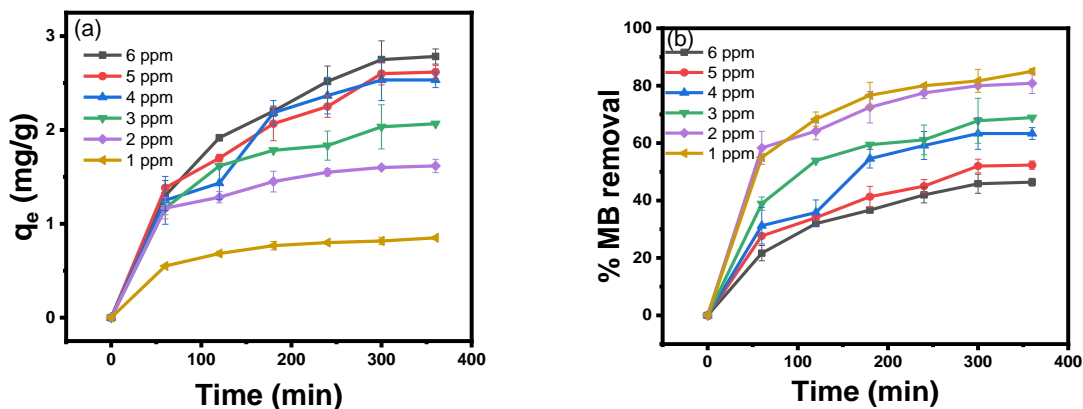 (a)
6 ppm
5 ppm
4 ppm
3 ppm
2 ppm
1 ppm
3
2
1
0
qe (mg/g)
0 100 200 300 400
Time (min)
(b)
6 ppm
5 ppm
4 ppm
3 ppm
2 ppm
1 ppm
100
80
60
40
20
0
% MB removal
0 100 200 300 400
Time (min)